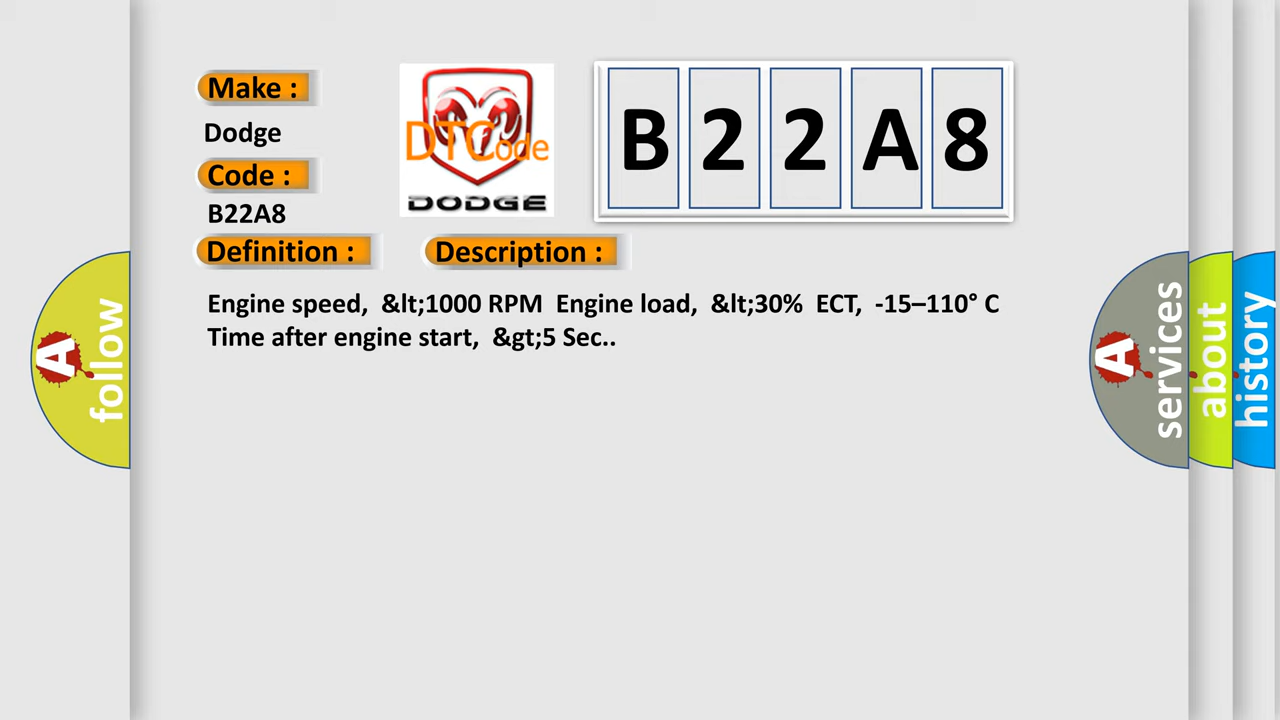 Make :
Dodge
Code :
B22A8
Definition :
Description :
Engine speed, &lt;1000 RPM Engine load, &lt;30% ECT, -15–110° C
Time after engine start, &gt;5 Sec..
DTCode
DODGE
B 2 2 A 8
A
follow
A
services
about
history